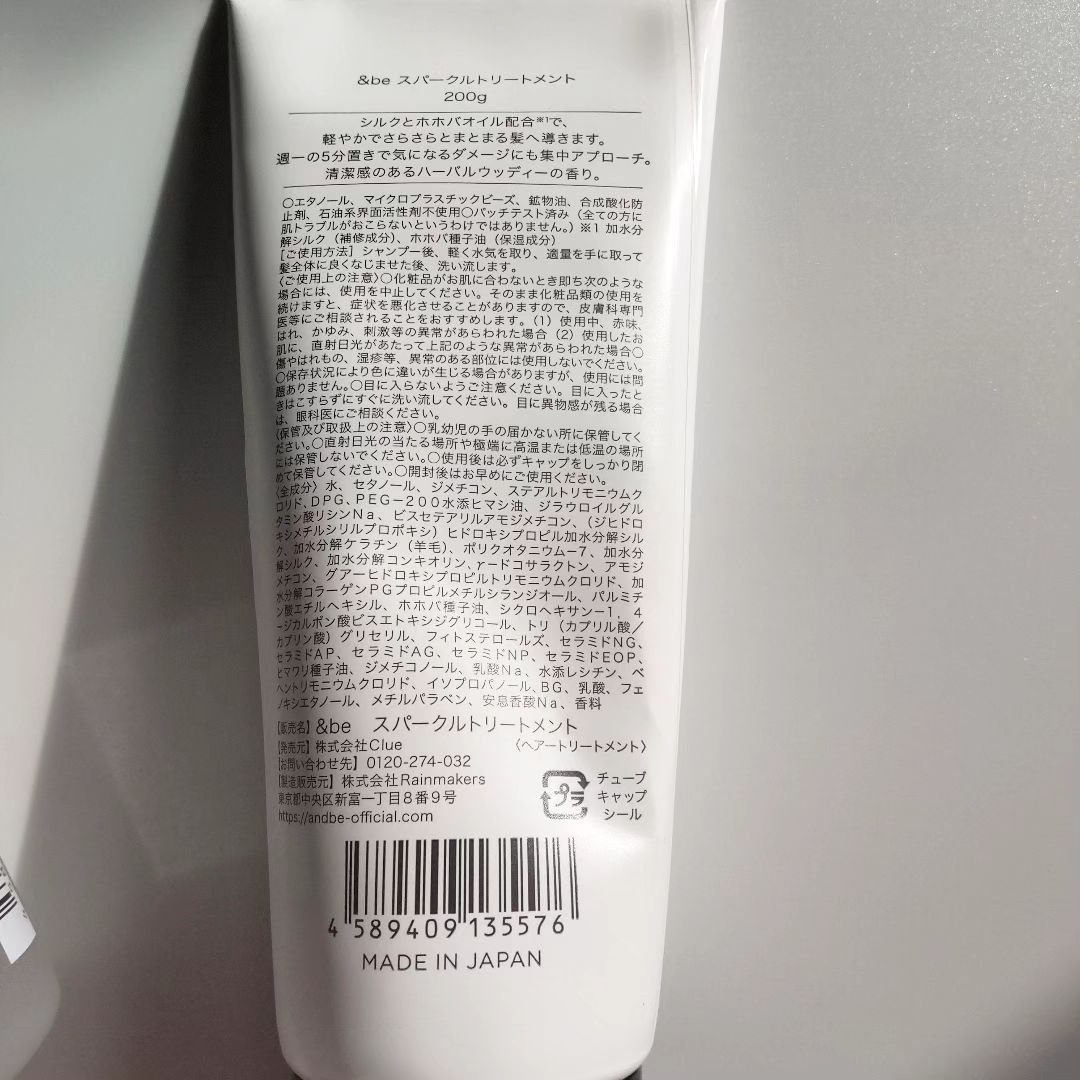 &be スパークルトリートメント
200g
シルクとホホバオイル配合※1で、
軽やかでさらさらとまとまる髪へ導きます。
週一の5分置きで気になるダメージにも集中アプローチ。
清潔感のあるハーバルウッディーの香り。
○エタノール、マイクロプラスチックビーズ、鉱物油、合成酸化防
止剤、石油系界面活性剤不使用○パッチテスト済み（全ての方に
肌トラブルがおこらないというわけではありません。）※1 加水分
解シルク（補修成分）、ホホバ種子油（保湿成分）
[ご使用方法] シャンプー後、軽く水気を取り、適量を手に取って
髪全体に良くなじませた後、洗い流します。
〈ご使用上の注意〉○化粧品がお肌に合わないとき即ち次のような
場合には、使用を中止してください。そのまま化粧品類の使用を
続けますと、症状を悪化させることがありますので、皮膚科専門
医等にご相談されることをおすすめします。（1）使用中、赤味、
はれ、かゆみ、刺激等の異常があらわれた場合（2）使用したお
肌に、直射日光があたって上記のような異常があらわれた場合○
傷やはれもの、湿疹等、異常のある部位には使用しないでください。
○保存状況により色に違いが生じる場合がありますが、使用には問
題ありません。○目に入らないようご注意ください。目に入ったと
きはこすらずにすぐに洗い流してください。目に異物感が残る場合
は、眼科医にご相談ください。
〈保管及び取扱上の注意〉○乳幼児の手の届かない所に保管してく
ださい。○直射日光の当たる場所や極端に高温または低温の場所
には保管しないでください。○使用後は必ずキャップをしっかり閉
めて保管してください。○開封後はお早めにご使用ください。
〈全成分〉水、セタノール、ジメチコン、ステアルトリモニウムク
ロリド、DPG、PEG－200水添ヒマシ油、ジラウロイルグル
タミン酸リシンNa、ビスセテアリルアモジメチコン、（ジヒドロ
キシメチルシリルプロポキシ）ヒドロキシプロピル加水分解シル
ク、加水分解ケラチン（羊毛）、ポリクオタニウム－7、加水分
解シルク、加水分解コンキオリン、γ－ドコサラクトン、アモジ
メチコン、グアーヒドロキシプロピルトリモニウムクロリド、加
水分解コラーゲンPGプロピルメチルシランジオール、パルミチ
ン酸エチルヘキシル、ホホバ種子油、シクロヘキサン－1，4
－ジカルボン酸ビスエトキシジグリコール、トリ（カプリル酸／
カプリン酸）グリセリル、フィトステロールズ、セラミドNG、
セラミドAP、セラミドAG、セラミドNP、セラミドEOP、
ヒマワリ種子油、ジメチコノール、乳酸Na、水添レシチン、ベ
ヘントリモニウムクロリド、イソプロパノール、BG、乳酸、フェ
ノキシエタノール、メチルパラベン、安息香酸Na、香料
【販売名】&be スパークルトリートメント
【発売元】株式会社Clue 〈ヘアートリートメント〉
【お問い合わせ先】0120-274-032
【製造販売元】株式会社Rainmakers
東京都中央区新富一丁目8番9号
https://andbe-official.com
プラ
チューブ
キャップ
シール
4 589409 135576
MADE IN JAPAN